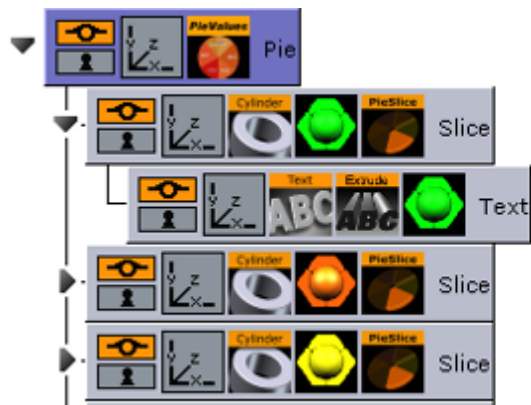 PieValues Pie
Y Z X
Cylinder PieSlice Slice
Y Z X
Text Extrude Text
ABC ABC
Y Z X
Cylinder PieSlice Slice
Y Z X
Cylinder PieSlice Slice
Y Z X